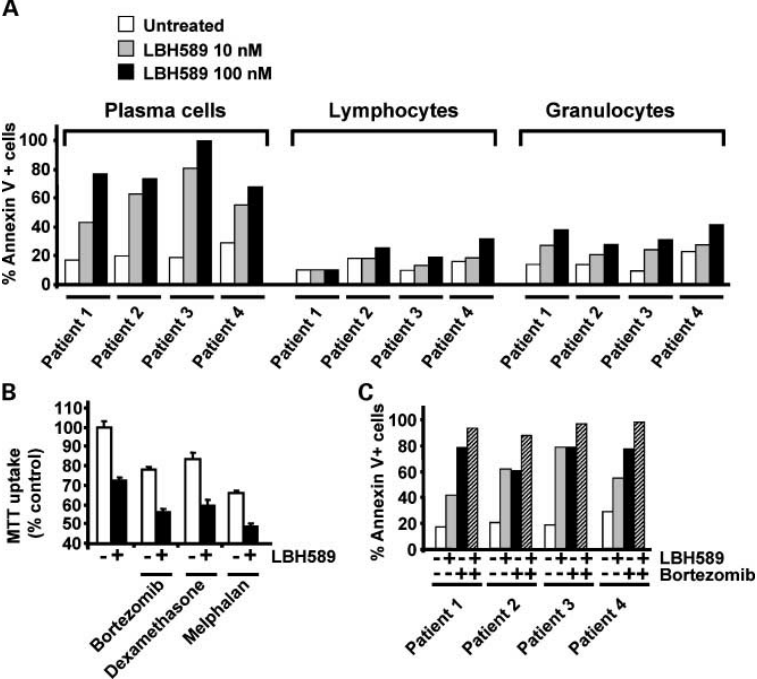 A
Untreated
LBH589 10 nM
LBH589 100 nM
Plasma cells
Lymphocytes
Granulocytes
% Annexin V + cells
100
80
60
40
20
0
Patient 1
Patient 2
Patient 3
Patient 4
Patient 1
Patient 2
Patient 3
Patient 4
Patient 1
Patient 2
Patient 3
Patient 4
B
MTT uptake
(% control)
110
100
90
80
70
60
50
40
- + - + - + - + LBH589
Bortezomib
Dexamethasone
Melphalan
C
% Annexin V+ cells
100
80
60
40
20
0
- + - + - + - + - + - + - + - + LBH589
- - + + - - + + - - + + - - + + Bortezomib
Patient 1
Patient 2
Patient 3
Patient 4